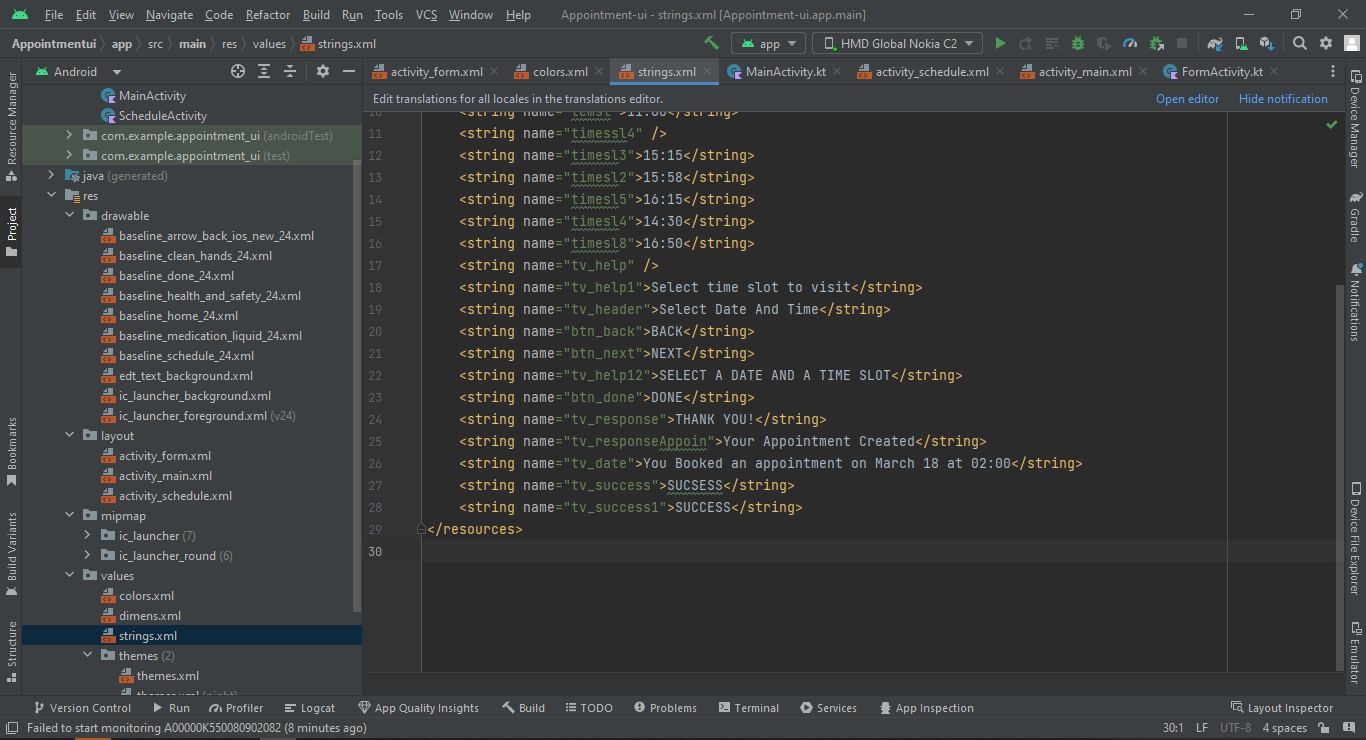 File Edit View Navigate Code Refactor Build Run Tools VCS Window Help Appointment-ui - strings.xml [Appointment-ui.app.main]
Appointmentui app src main res values strings.xml app HMD Global Nokia C2
Android activity_form.xml colors.xml strings.xml MainActivity.kt activity_schedule.xml activity_main.xml FormActivity.kt
Edit translations for all locales in the translations editor. Open editor Hide notification
Resource Manager
Project
Bookmarks
Build Variants
Structure
MainActivity
ScheduleActivity
com.example.appointment_ui (androidTest)
com.example.appointment_ui (test)
java (generated)
res
drawable
baseline_arrow_back_ios_new_24.xml
baseline_clean_hands_24.xml
baseline_done_24.xml
baseline_health_and_safety_24.xml
baseline_home_24.xml
baseline_medication_liquid_24.xml
baseline_schedule_24.xml
edt_text_background.xml
ic_launcher_background.xml
ic_launcher_foreground.xml (v24)
layout
activity_form.xml
activity_main.xml
activity_schedule.xml
mipmap
ic_launcher (7)
ic_launcher_round (6)
values
colors.xml
dimens.xml
strings.xml
themes (2)
themes.xml
themes.xml (night)
10 <string name="temsl">11:00</string>
11 <string name="timessl4" />
12 <string name="timesl3">15:15</string>
13 <string name="timesl2">15:58</string>
14 <string name="timesl5">16:15</string>
15 <string name="timesl4">14:30</string>
16 <string name="timesl8">16:50</string>
17 <string name="tv_help" />
18 <string name="tv_help1">Select time slot to visit</string>
19 <string name="tv_header">Select Date And Time</string>
20 <string name="btn_back">BACK</string>
21 <string name="btn_next">NEXT</string>
22 <string name="tv_help12">SELECT A DATE AND A TIME SLOT</string>
23 <string name="btn_done">DONE</string>
24 <string name="tv_response">THANK YOU!</string>
25 <string name="tv_responseAppoin">Your Appointment Created</string>
26 <string name="tv_date">You Booked an appointment on March 18 at 02:00</string>
27 <string name="tv_success">SUCSESS</string>
28 <string name="tv_success1">SUCCESS</string>
29 </resources>
30
Device Manager
Gradle
Notifications
Device File Explorer
Emulator
Version Control Run Profiler Logcat App Quality Insights Build TODO Problems Terminal Services App Inspection Layout Inspector
Failed to start monitoring A00000K550080902082 (8 minutes ago) 30:1 LF UTF-8 4 spaces